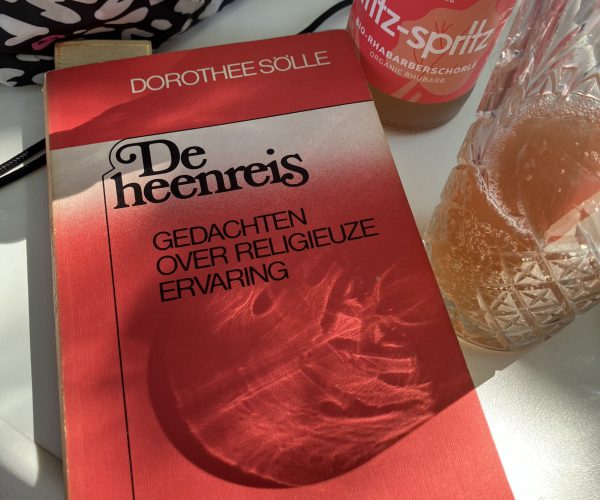 DOROTHEE SÖLLE
De
heenreis
GEDACHTEN
OVER RELIGIEUZE
ERVARING
ritz-spritz
BIO-RHABARBERSCHORLE
ORGANIC RHUBARB